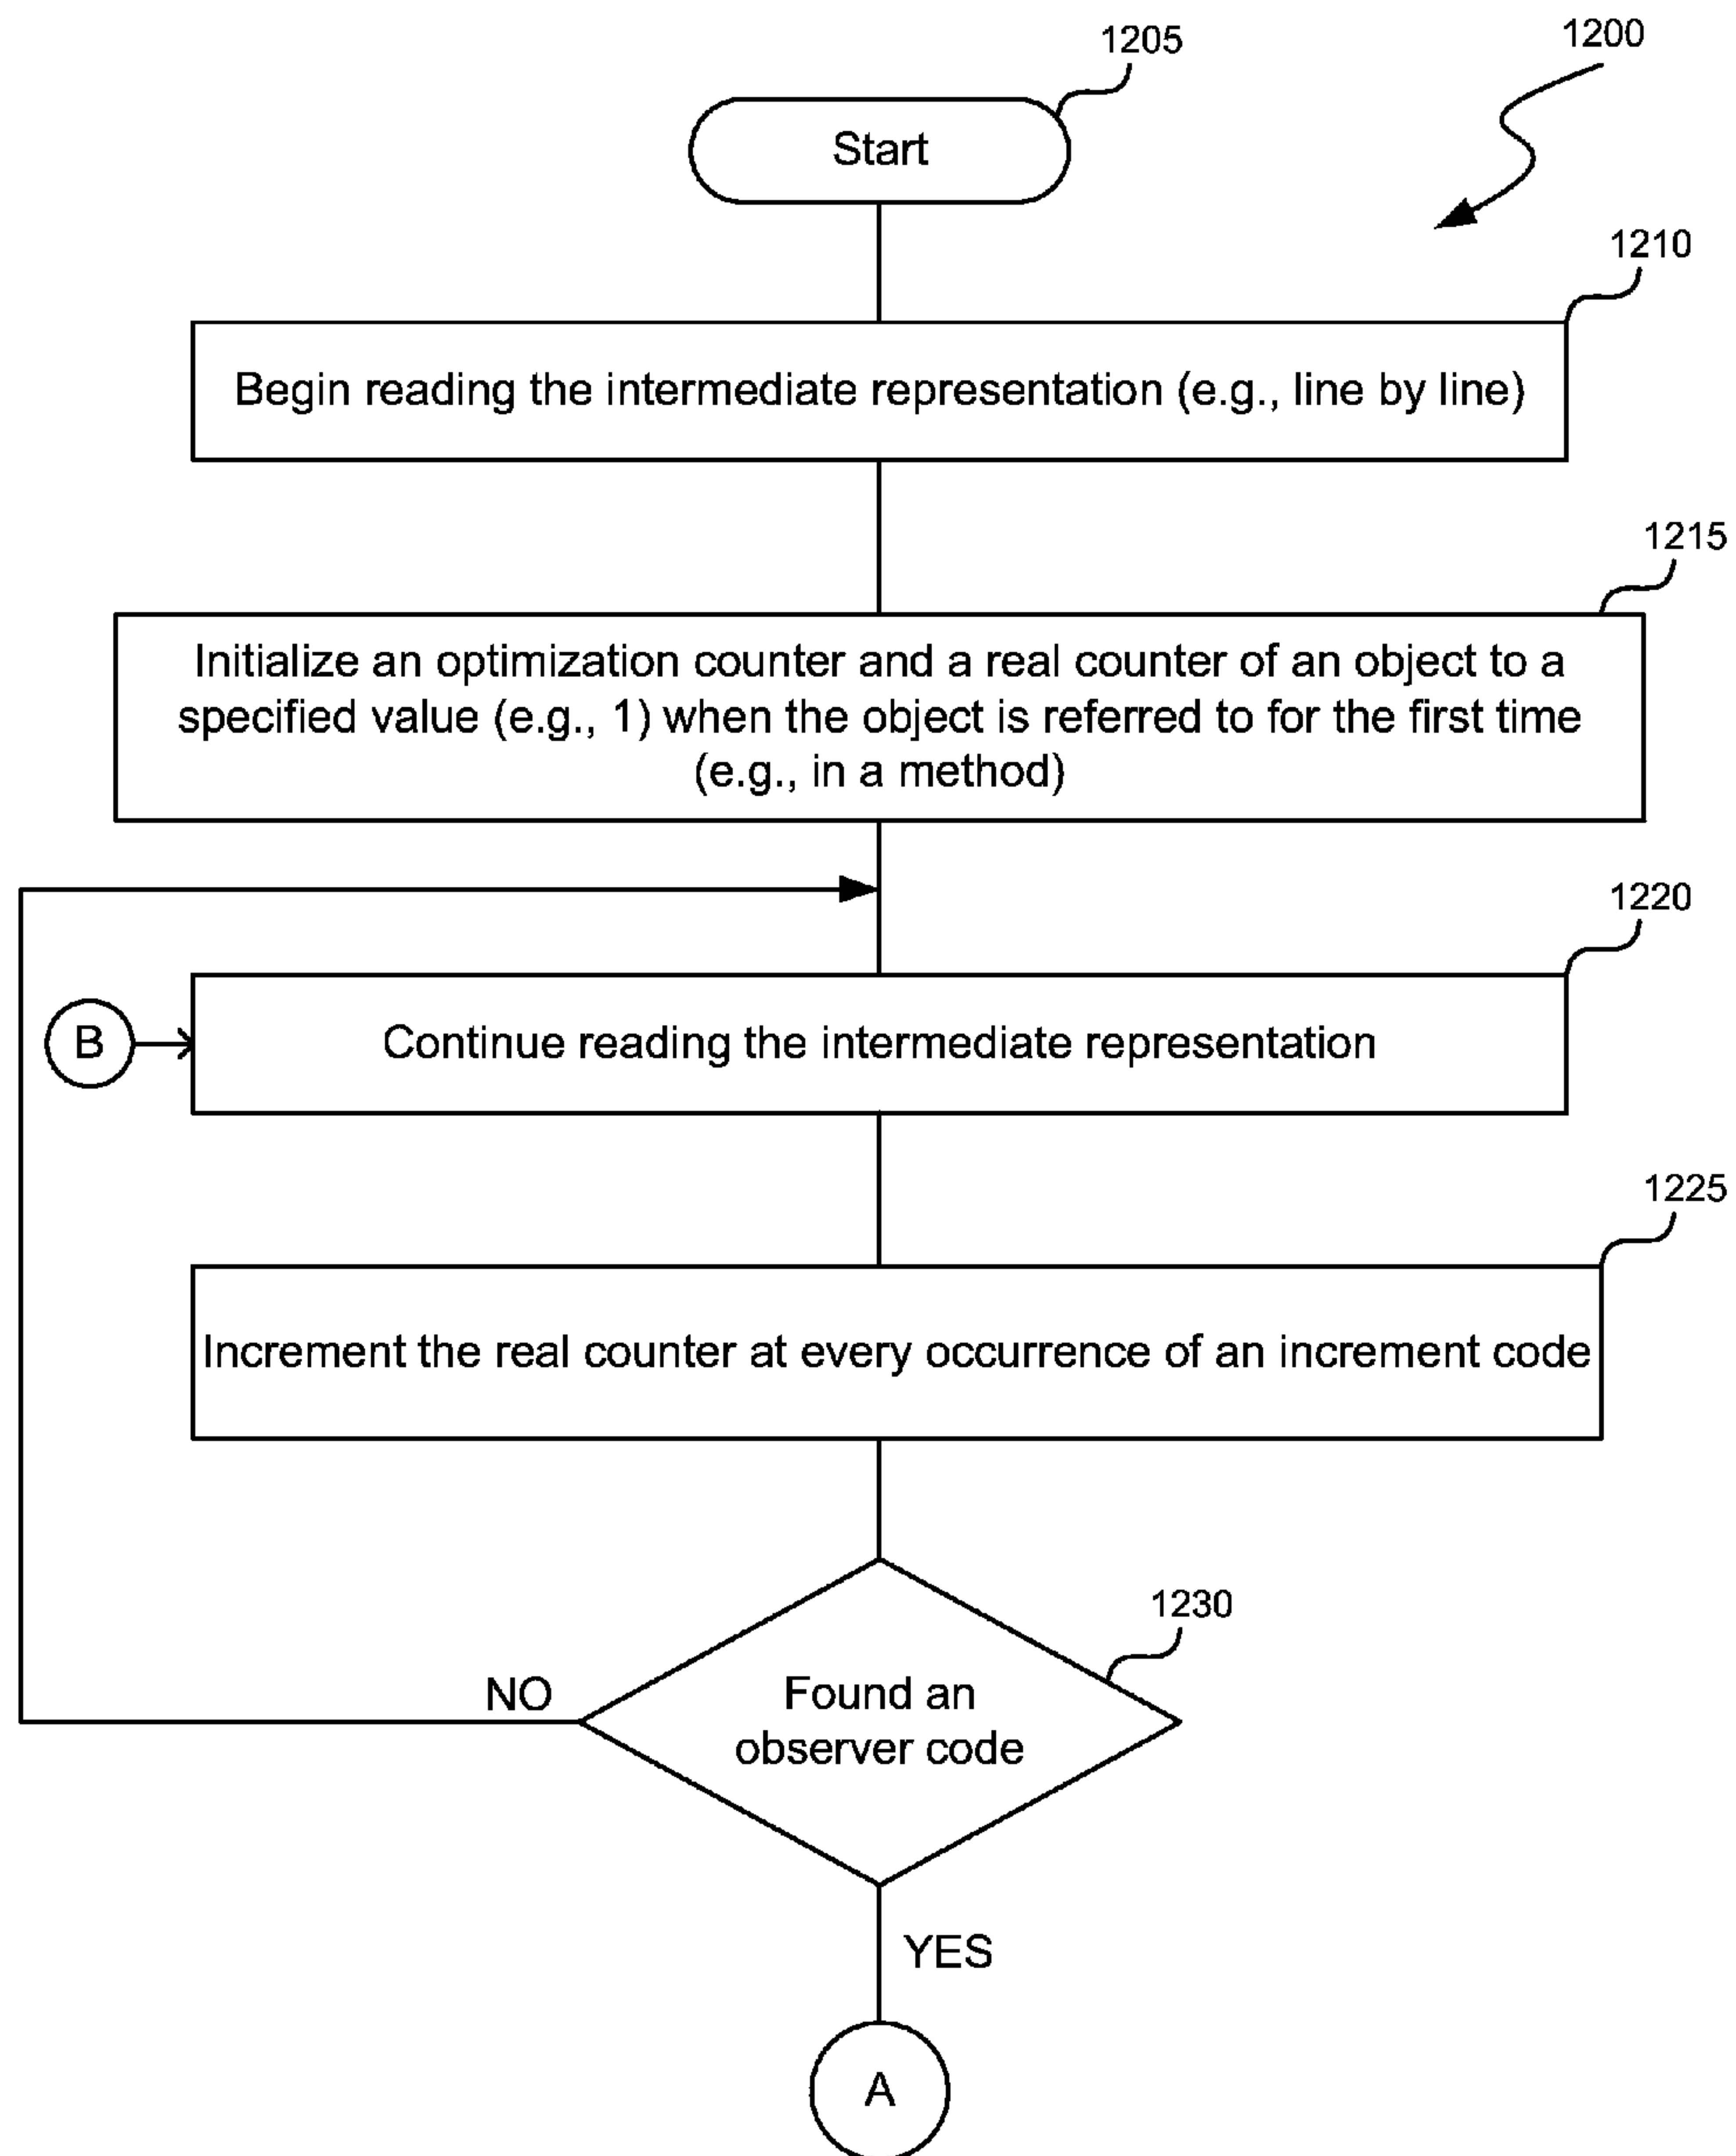 1205
1200
Start
1210
Begin reading the intermediate representation (e.g., line by line)
1215
Initialize an optimization counter and a real counter of an object to a
specified value (e.g., 1) when the object is referred to for the first time
(e.g., in a method)
1220
B
Continue reading the intermediate representation
1225
Increment the real counter at every occurrence of an increment code
1230
NO
Found an
observer code
YES
A